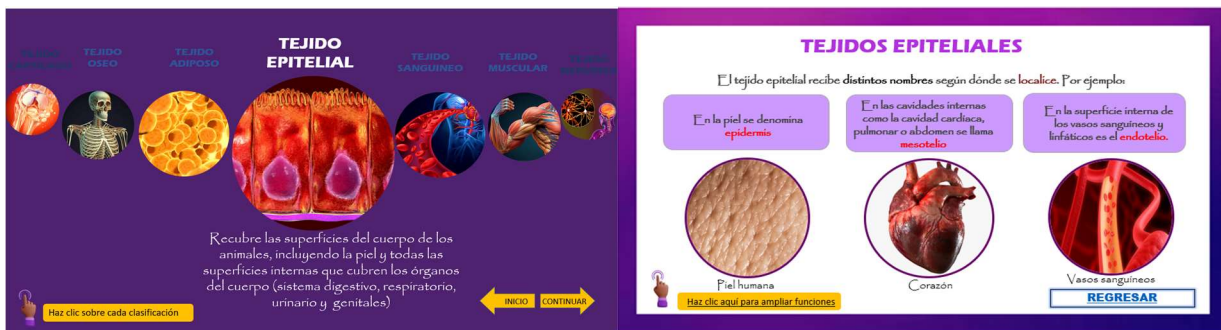 TEJIDO
EPITELIAL
TEJIDO
OSEO
TEJIDO
ADIPOSO
TEJIDO
SANGUINEO
TEJIDO
MUSCULAR
Recubre las superficies del cuerpo de los
animales, incluyendo la piel y todas las
superficies internas que cubren los órganos
del cuerpo (sistema digestivo, respiratorio,
urinario y genitales)
Haz clic sobre cada clasificación
INICIO
CONTINUAR
TEJIDOS EPITELIALES
El tejido epitelial recibe distintos nombres según dónde se localice. Por ejemplo:
En la piel se denomina
epidermis
En las cavidades internas
como la cavidad cardíaca,
pulmonar o abdomen se llama
mesotelio
En la superficie interna de
los vasos sanguíneos y
linfáticos es el endotelio.
Piel humana
Corazón
Vasos sanguíneos
Haz clic aquí para ampliar funciones
REGRESAR